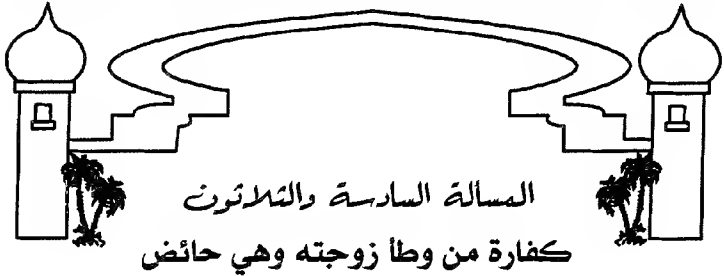 المسألة السادسة والثلاثون
كفارة من وطأ زوجته وهي حائض